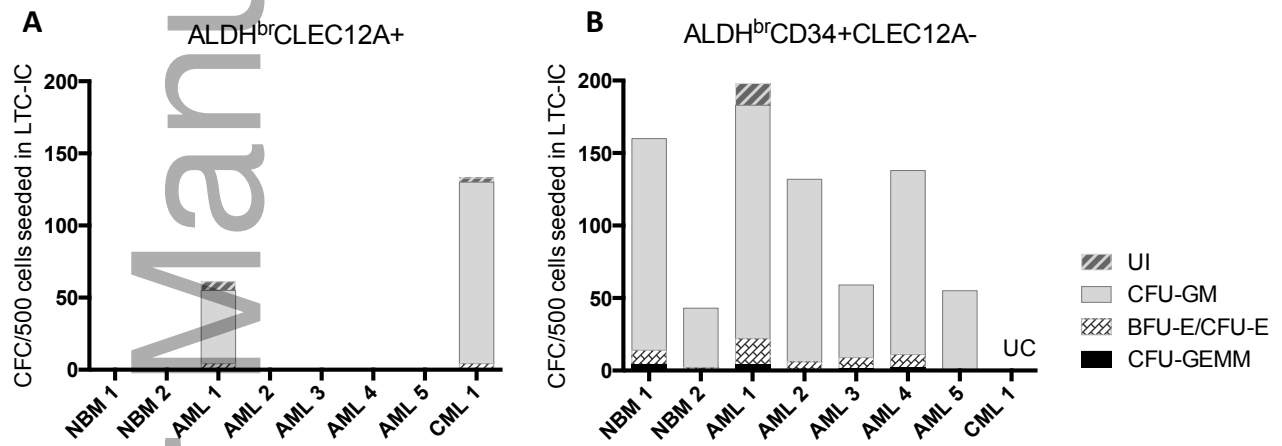 A
ALDHbrCLEC12A+
CFC/500 cells seeded in LTC-IC
200
150
100
50
0
NBM 1
NBM 2
AML 1
AML 2
AML 3
AML 4
AML 5
CML 1
B
ALDHbrCD34+CLEC12A-
CFC/500 cells seeded in LTC-IC
200
150
100
50
0
UC
NBM 1
NBM 2
AML 1
AML 2
AML 3
AML 4
AML 5
CML 1
UI
CFU-GM
BFU-E/CFU-E
CFU-GEMM
Manu